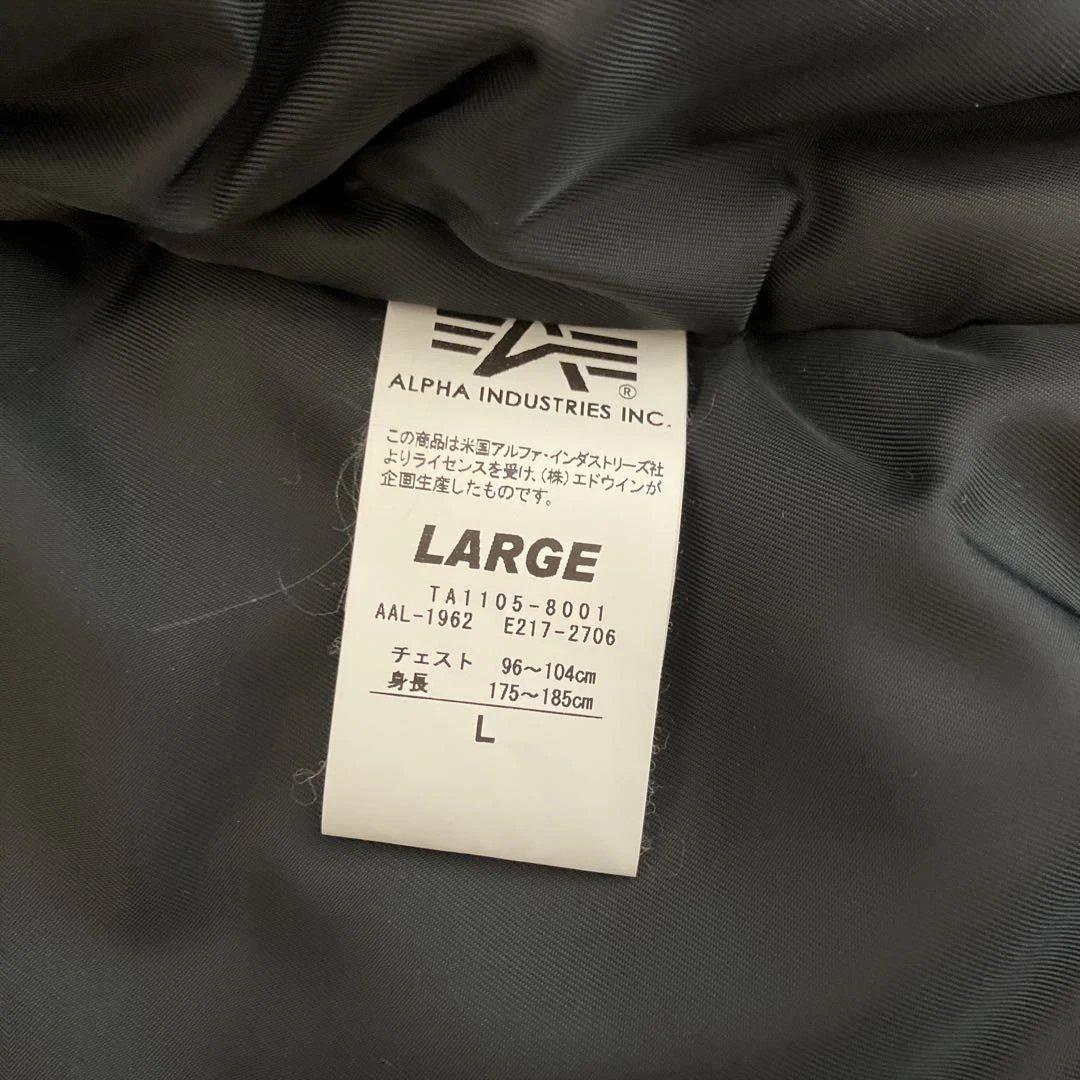 ALPHA INDUSTRIES INC.
®
この商品は米国アルファ・インダストリーズ社
よりライセンスを受け、(株)エドウインが
企画生産したものです。
LARGE
TA1105-8001
AAL-1962 E217-2706
チェスト 96〜104cm
身長 175〜185cm
L